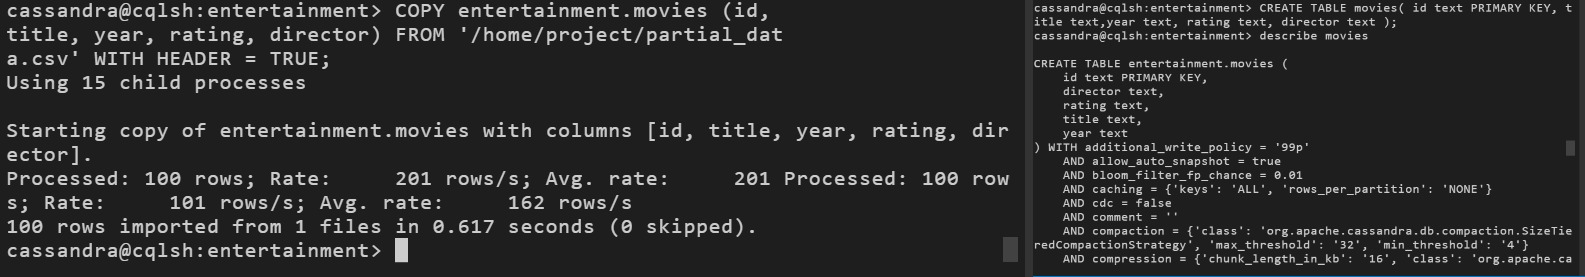 cassandra@cqlsh:entertainment> COPY entertainment.movies (id,
title, year, rating, director) FROM '/home/project/partial_dat
a.csv' WITH HEADER = TRUE;
Using 15 child processes
Starting copy of entertainment.movies with columns [id, title, year, rating, dir
ector].
Processed: 100 rows; Rate:     201 rows/s; Avg. rate:     201 Processed: 100 row
s; Rate:     101 rows/s; Avg. rate:     162 rows/s
100 rows imported from 1 files in 0.617 seconds (0 skipped).
cassandra@cqlsh:entertainment>
cassandra@cqlsh:entertainment> CREATE TABLE movies( id text PRIMARY KEY, t
itle text,year text, rating text, director text );
cassandra@cqlsh:entertainment> describe movies
CREATE TABLE entertainment.movies (
    id text PRIMARY KEY,
    director text,
    rating text,
    title text,
    year text
) WITH additional_write_policy = '99p'
    AND allow_auto_snapshot = true
    AND bloom_filter_fp_chance = 0.01
    AND caching = {'keys': 'ALL', 'rows_per_partition': 'NONE'}
    AND cdc = false
    AND comment = ''
    AND compaction = {'class': 'org.apache.cassandra.db.compaction.SizeTie
redCompactionStrategy', 'max_threshold': '32', 'min_threshold': '4'}
    AND compression = {'chunk_length_in_kb': '16', 'class': 'org.apache.ca